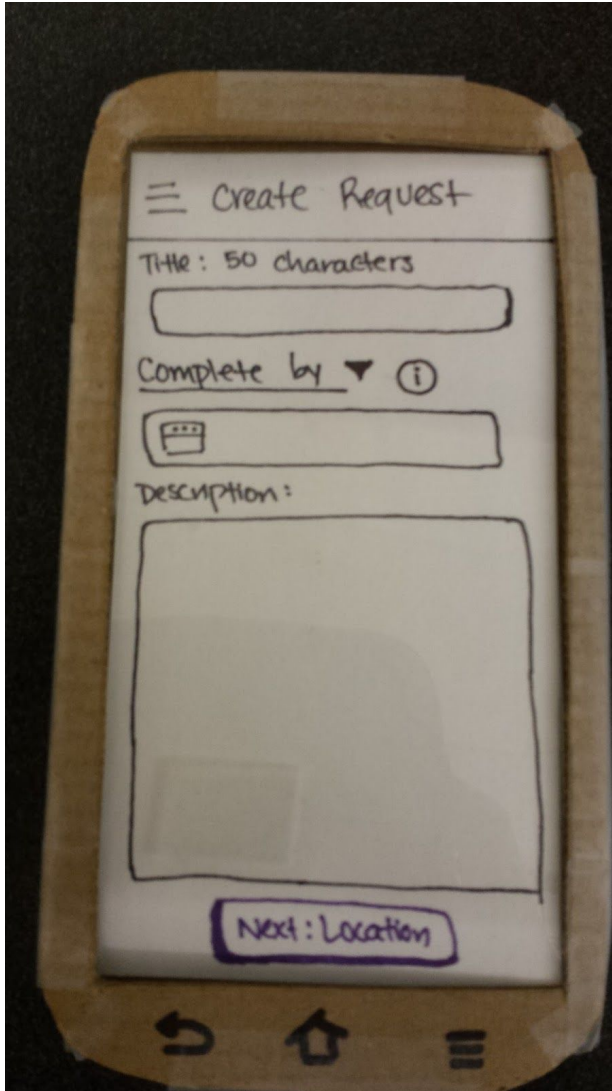 Create Request
Title: 50 characters
Complete by
i
Description:
Next: Location